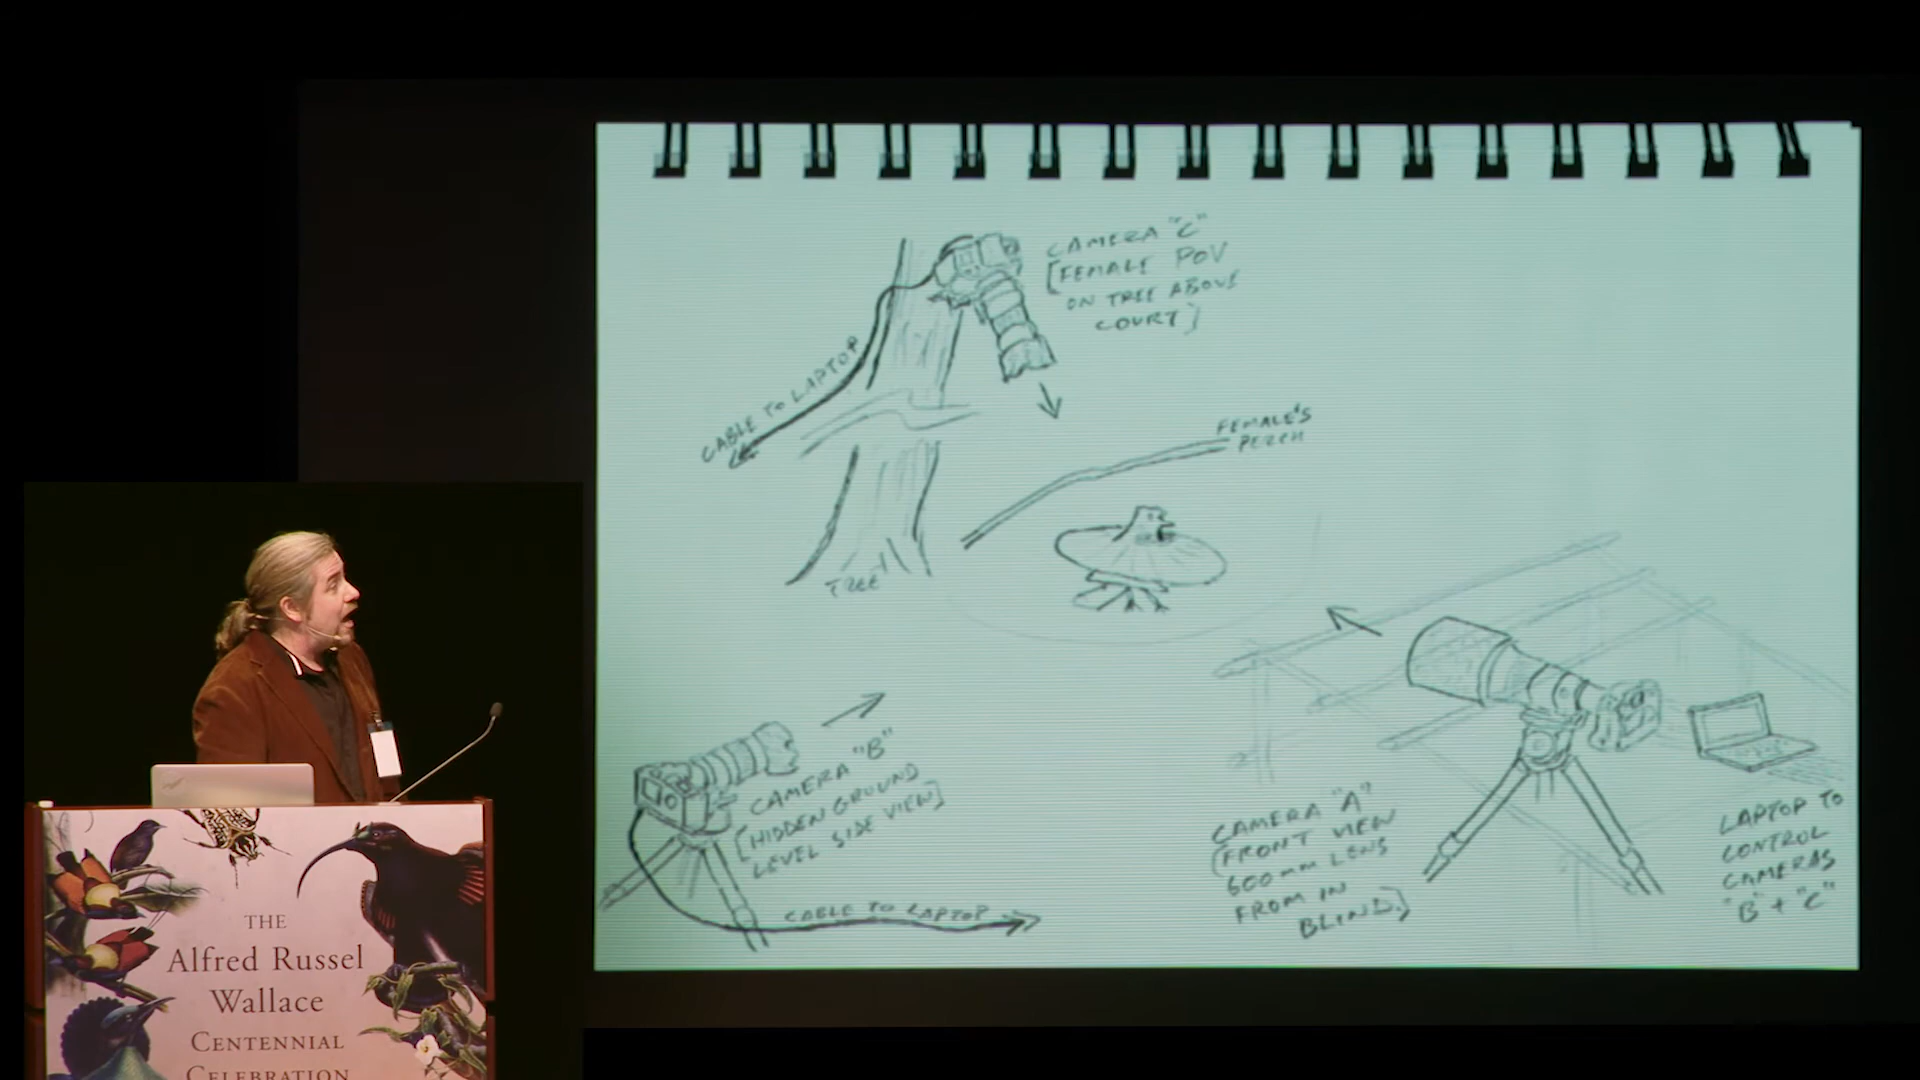 CAMERA "C"
[FEMALE POV
ON TREE ABOVE
COURT]
CABLE TO LAPTOP
FEMALE'S
PERCH
TREE
CAMERA "B"
[HIDDEN GROUND
LEVEL SIDE VIEW]
CABLE TO LAPTOP
CAMERA "A"
[FRONT VIEW
600mm LENS
FROM IN
BLIND.]
LAPTOP TO
CONTROL
CAMERAS
"B" + "C"
THE
Alfred Russel
Wallace
CENTENNIAL
CELEBRATION